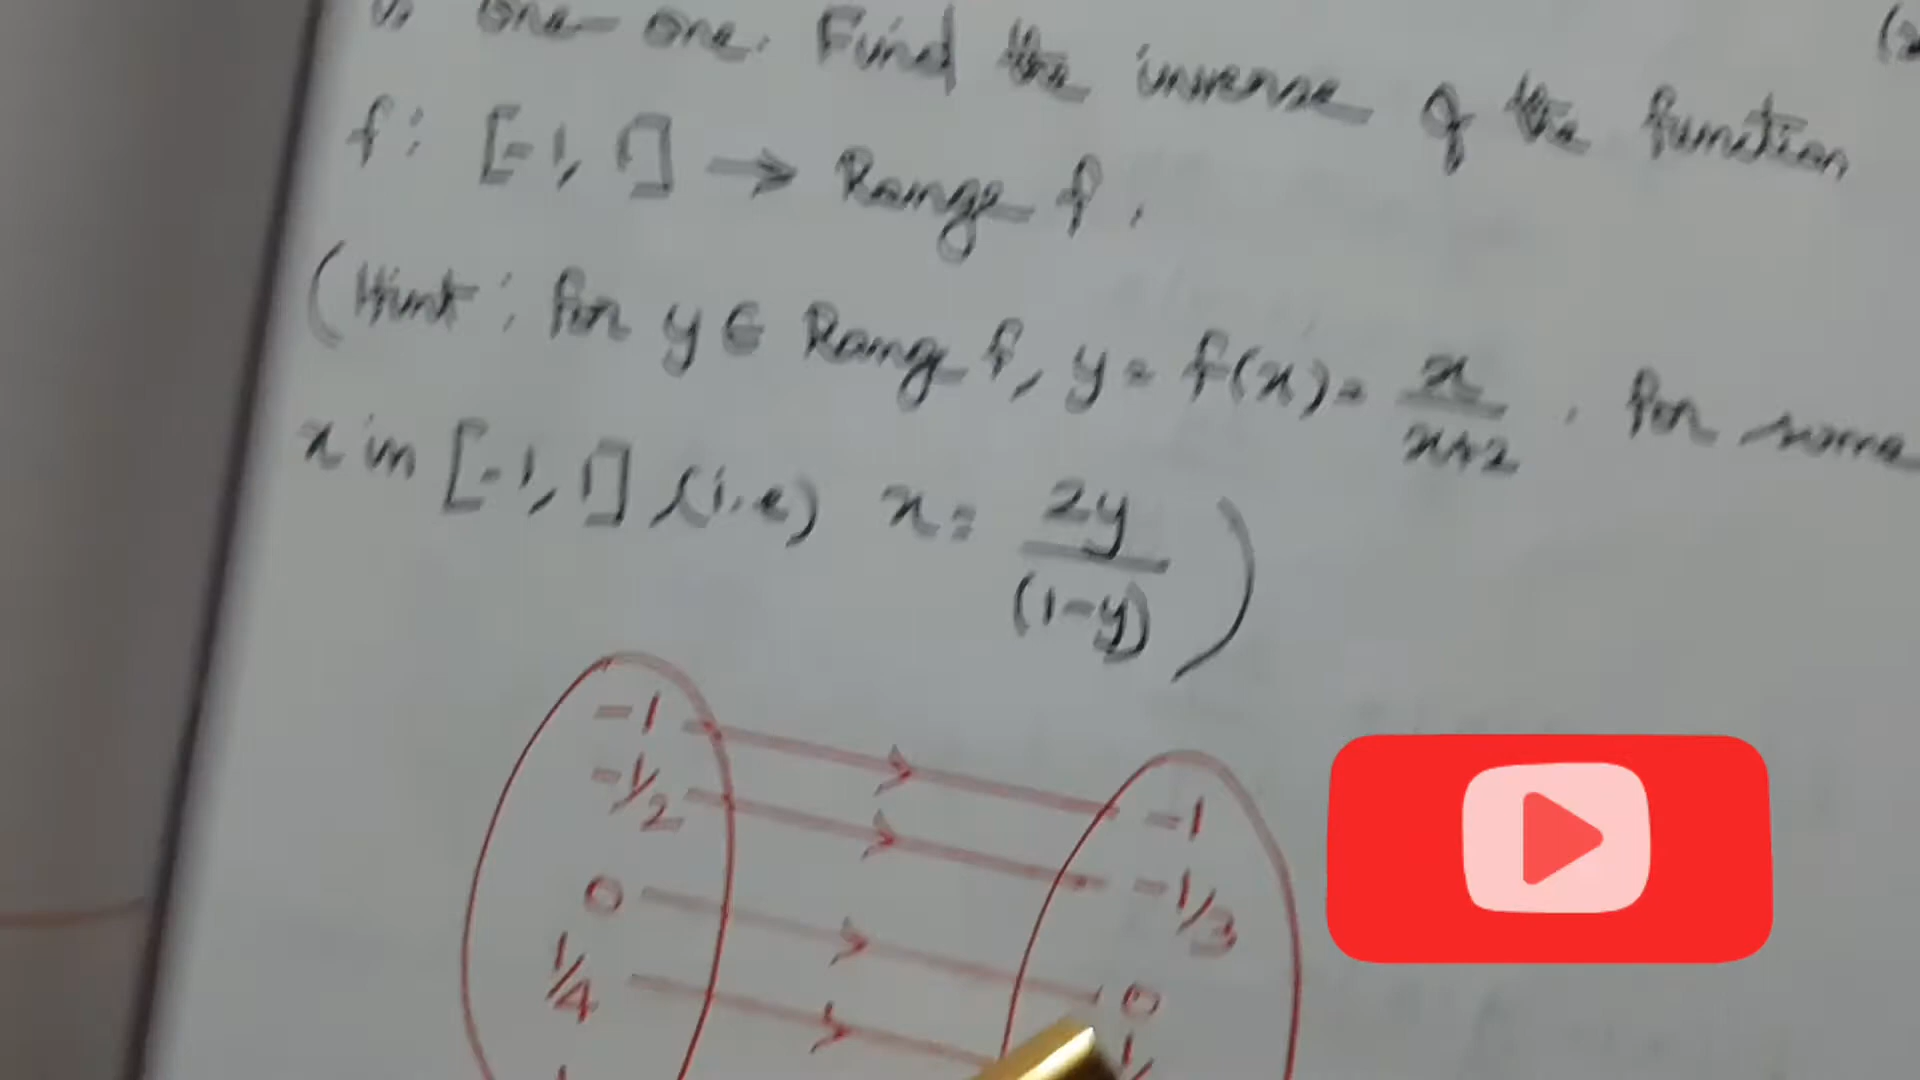 one-one. Find the inverse of the function
f: [-1, 1] → Range f.
(Hint: for y ∈ Rang f, y = f(x) = x/x+2, for some
x in [-1, 1] (i.e) x = 2y/(1-y))
-1 -1
-1/2 -1/3
0 0
1/4